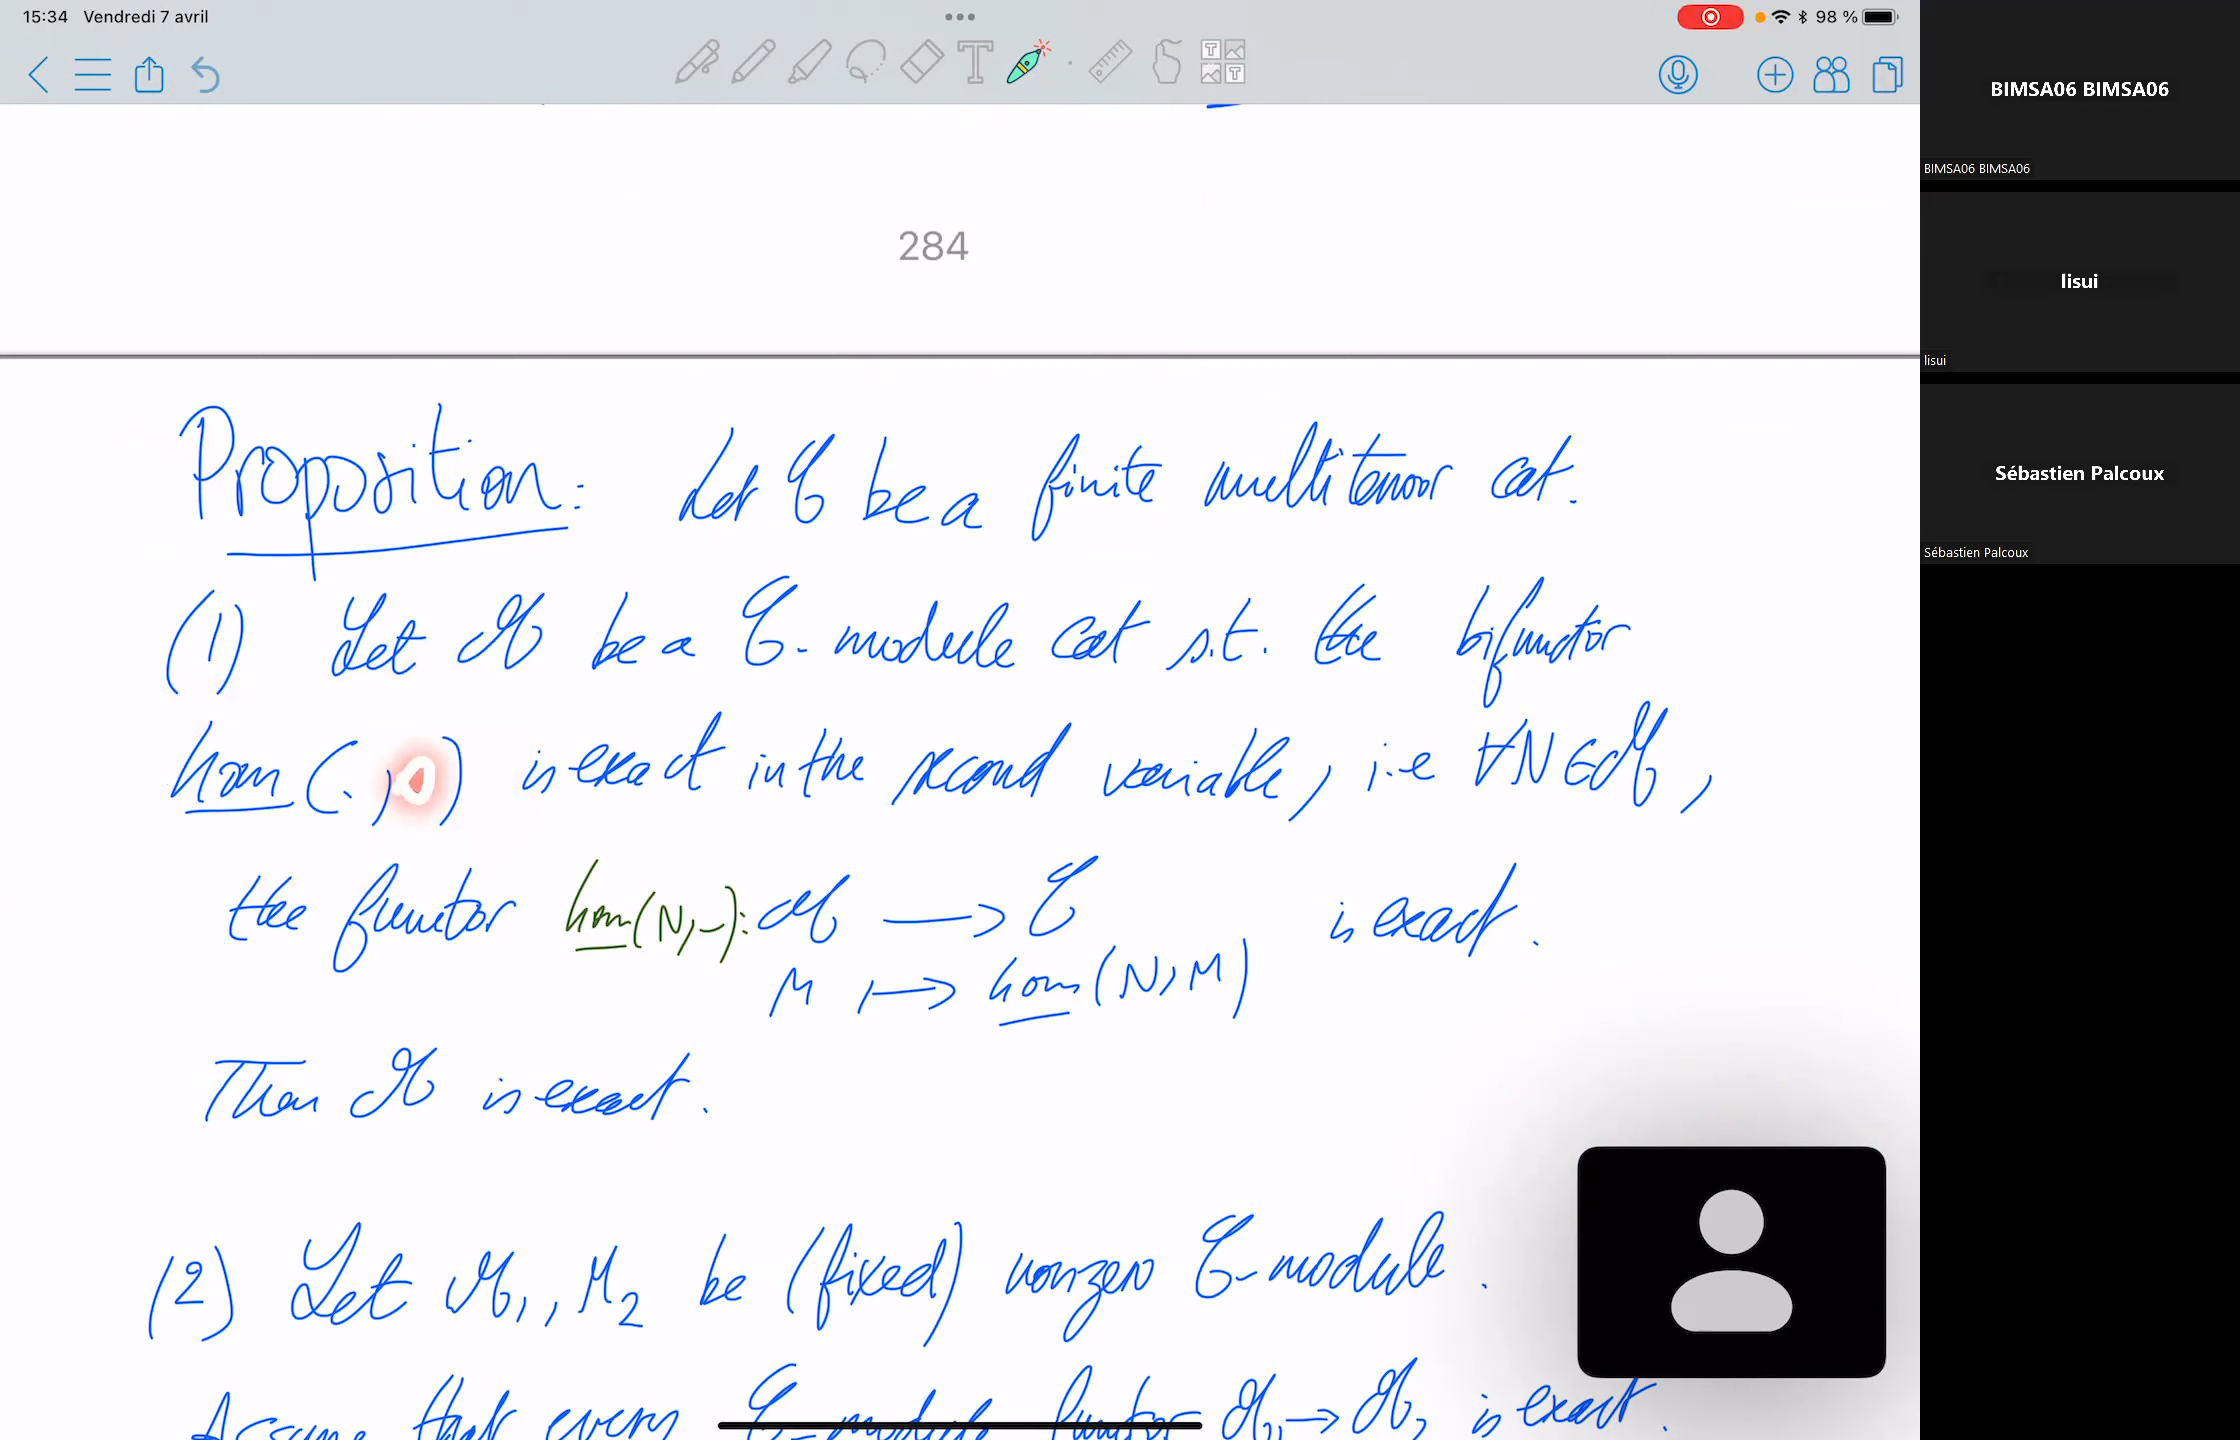 15:34 Vendredi 7 avril
98 %
284
Proposition: Let 𝒞 be a finite multitensor cat.
(1) Let ℳ be a 𝒞-module cat s.t. the bifunctor
hom(·, ) is exact in the second variable, i.e ∀N∈ℳ,
the functor hom(N,-): ℳ ⟶ 𝒞 is exact.
M ⟼ hom(N,M)
Then ℳ is exact.
(2) Let ℳ₁, M₂ be (fixed) nonzero 𝒞-module.
Assume that every 𝒞-module functor ℳ₁→ℳ₂ is exact.
BIMSA06 BIMSA06
BIMSA06 BIMSA06
lisui
lisui
Sébastien Palcoux
Sébastien Palcoux